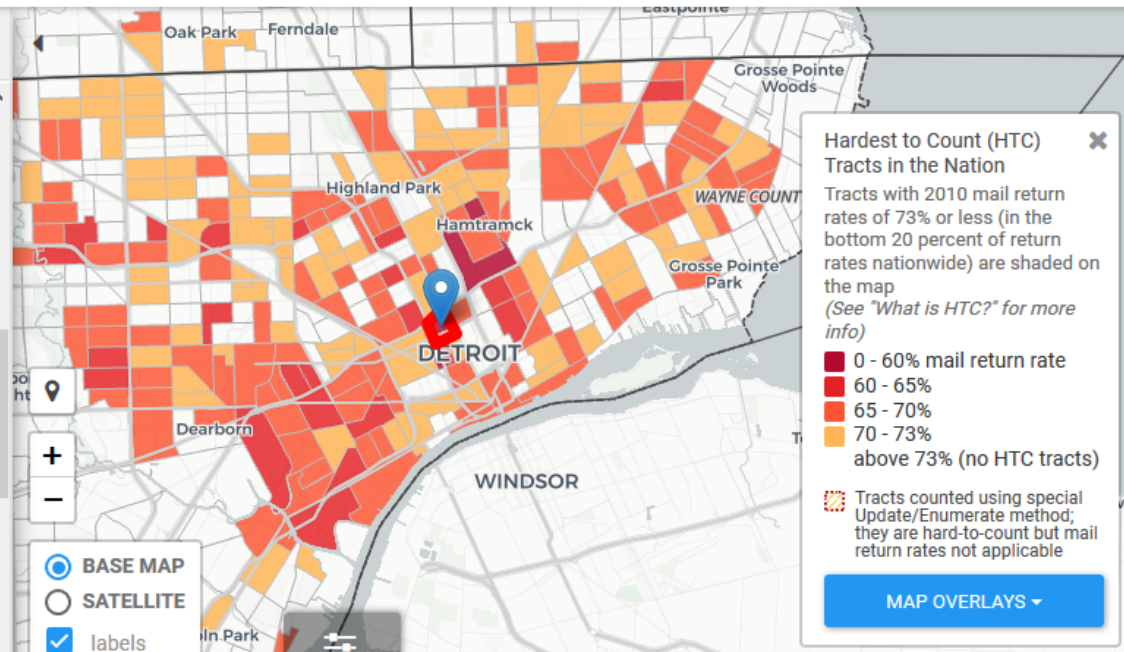 Eastpointe
Oak Park
Ferndale
Grosse Pointe
Woods
Highland Park
WAYNE COUNT
Hamtramck
Grosse Pointe
Park
DETROIT
Dearborn
WINDSOR
ln Park
+
−
BASE MAP
SATELLITE
labels
Hardest to Count (HTC)
Tracts in the Nation
Tracts with 2010 mail return
rates of 73% or less (in the
bottom 20 percent of return
rates nationwide) are shaded on
the map
(See "What is HTC?" for more
info)
0 - 60% mail return rate
60 - 65%
65 - 70%
70 - 73%
above 73% (no HTC tracts)
Tracts counted using special
Update/Enumerate method;
they are hard-to-count but mail
return rates not applicable
MAP OVERLAYS